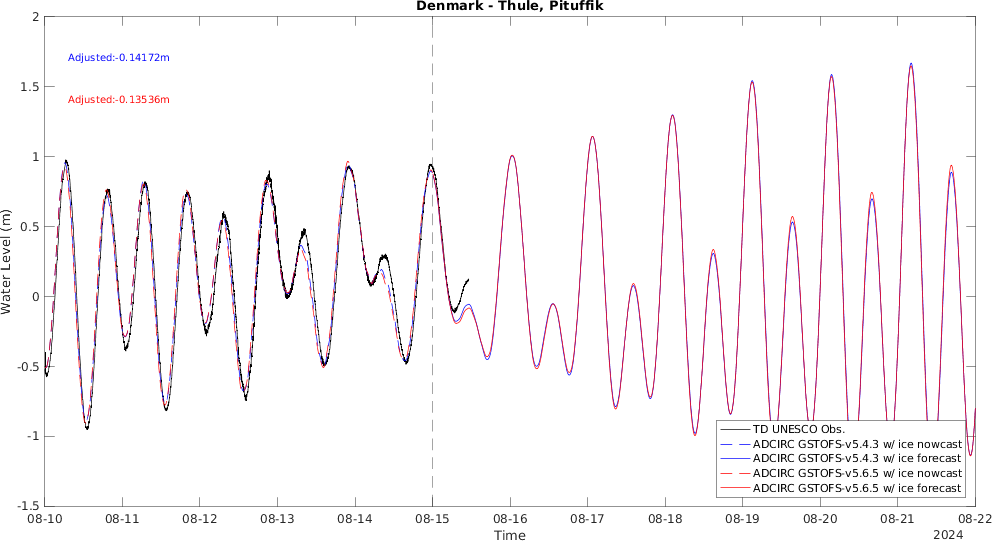 Denmark - Thule, Pituffik
Adjusted:-0.14172m
Adjusted:-0.13536m
Water Level (m)
2
1.5
1
0.5
0
-0.5
-1
-1.5
TD UNESCO Obs.
ADCIRC GSTOFS-v5.4.3 w/ ice nowcast
ADCIRC GSTOFS-v5.4.3 w/ ice forecast
ADCIRC GSTOFS-v5.6.5 w/ ice nowcast
ADCIRC GSTOFS-v5.6.5 w/ ice forecast
08-10 08-11 08-12 08-13 08-14 08-15 08-16 08-17 08-18 08-19 08-20 08-21 08-22
Time
2024